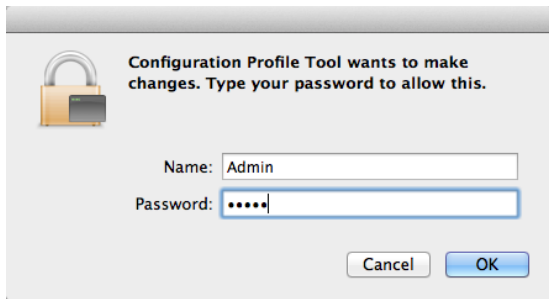 Configuration Profile Tool wants to make
changes. Type your password to allow this.
Name: Admin
Password: •••••
Cancel OK